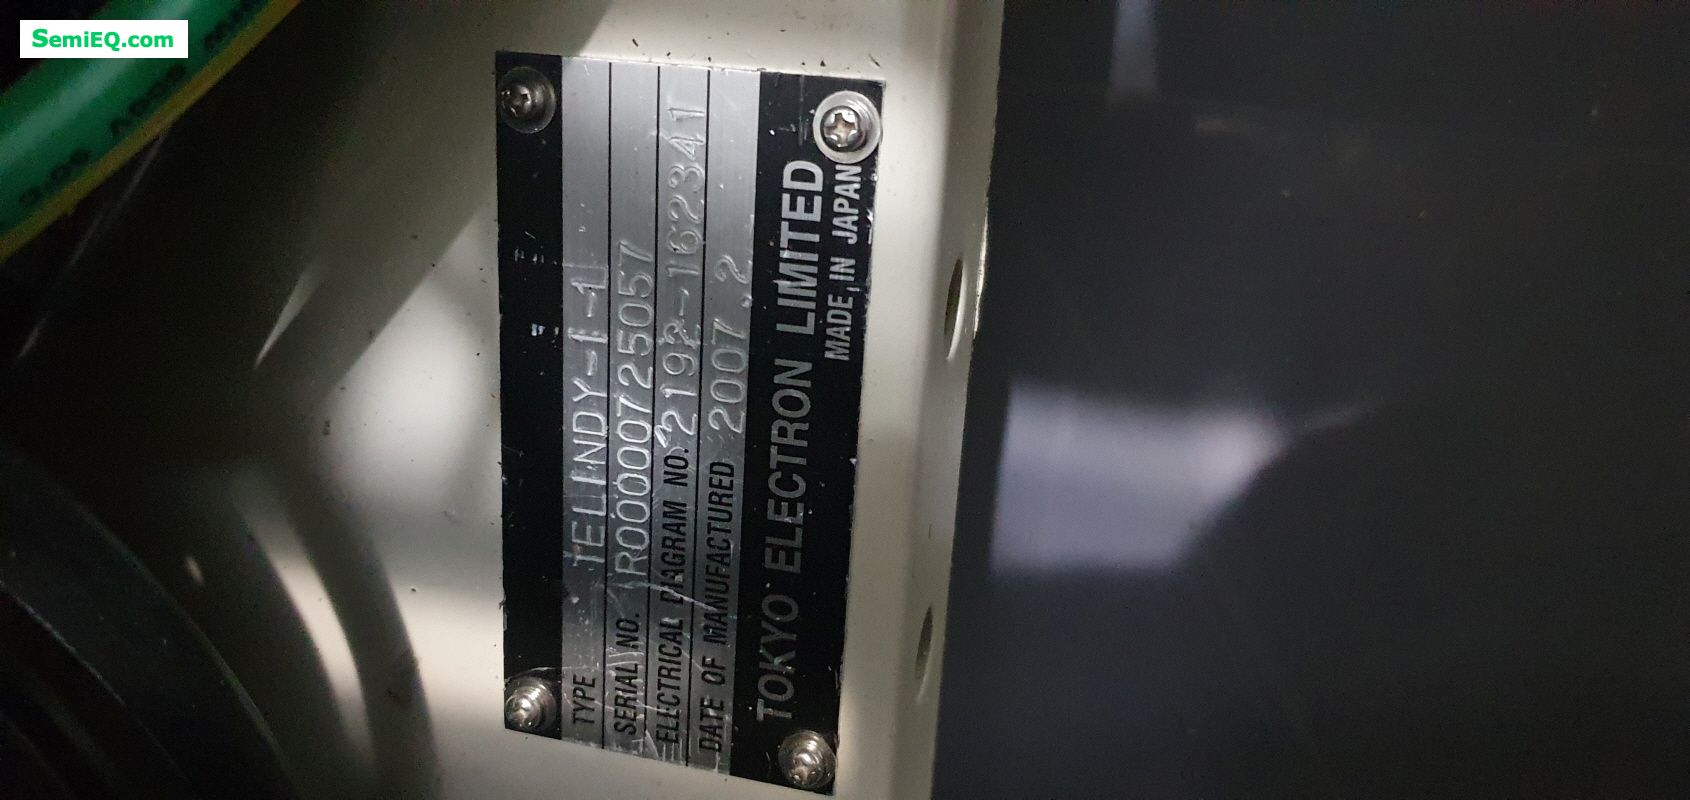 SemiEQ.com
TYPE TELINDY-I-1
SERIAL NO. R0000725057
ELECTRICAL DIAGRAM NO. 2192-162341
DATE OF MANUFACTURED 2007.2
TOKYO ELECTRON LIMITED
MADE IN JAPAN